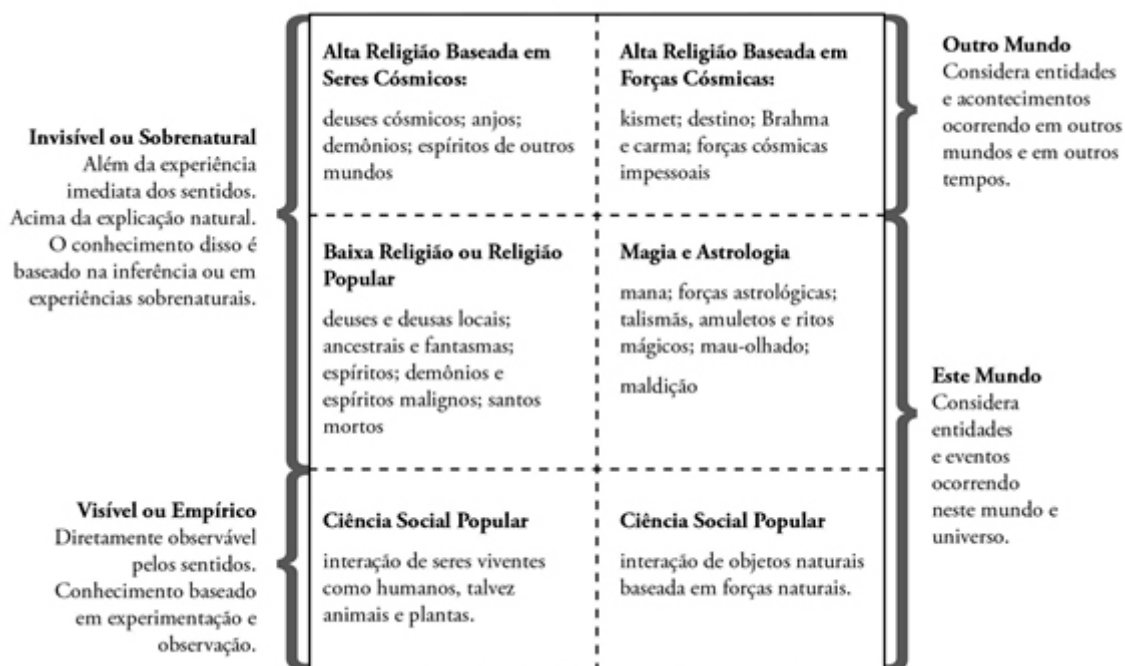 Invisível ou Sobrenatural
Além da experiência
imediata dos sentidos.
Acima da explicação natural.
O conhecimento disso é
baseado na inferência ou em
experiências sobrenaturais.
Visível ou Empírico
Diretamente observável
pelos sentidos.
Conhecimento baseado
em experimentação e
observação.
Alta Religião Baseada em
Seres Cósmicos:
deuses cósmicos; anjos;
demônios; espíritos de outros
mundos
Alta Religião Baseada em
Forças Cósmicas:
kismet; destino; Brahma
e carma; forças cósmicas
impessoais
Baixa Religião ou Religião
Popular
deuses e deusas locais;
ancestrais e fantasmas;
espíritos; demônios e
espíritos malignos; santos
mortos
Magia e Astrologia
mana; forças astrológicas;
talismãs, amuletos e ritos
mágicos; mau-olhado;
maldição
Ciência Social Popular
interação de seres viventes
como humanos, talvez
animais e plantas.
Ciência Social Popular
interação de objetos naturais
baseada em forças naturais.
Outro Mundo
Considera entidades
e acontecimentos
ocorrendo em outros
mundos e em outros
tempos.
Este Mundo
Considera
entidades
e eventos
ocorrendo
neste mundo e
universo.